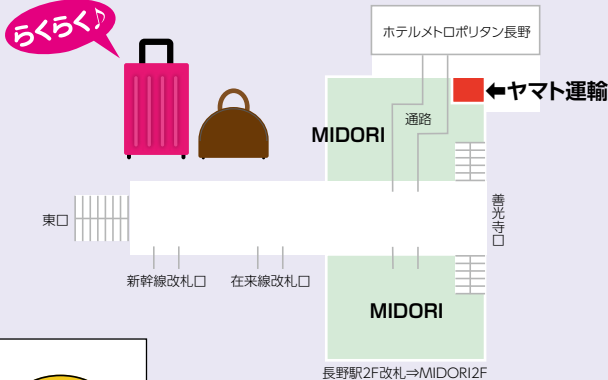 らくらく♪
ホテルメトロポリタン長野
⬅ヤマト運輸
通路
MIDORI
善光寺口
東口
新幹線改札口
在来線改札口
MIDORI
長野駅2F改札⇒MIDORI2F